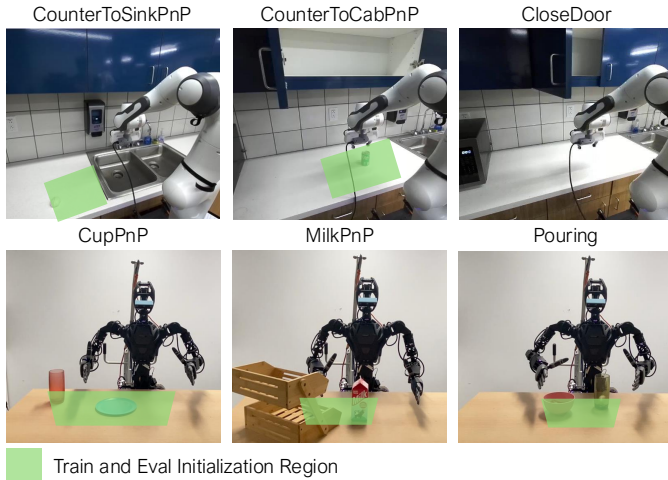 CounterToSinkPnP
CounterToCabPnP
CloseDoor
CupPnP
MilkPnP
Pouring
Train and Eval Initialization Region